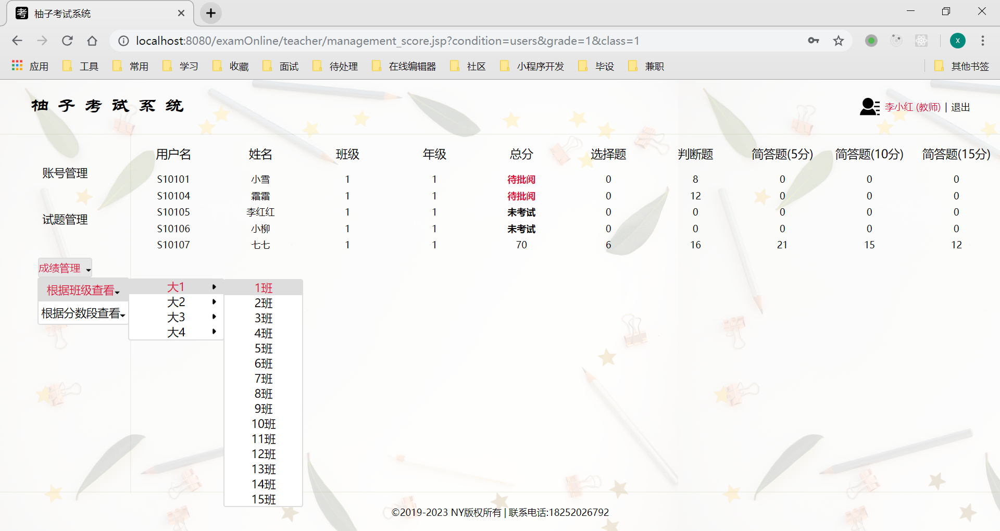 考 柚子考试系统
localhost:8080/examOnline/teacher/management_score.jsp?condition=users&grade=1&class=1
x
应用 工具 常用 学习 收藏 面试 待处理 在线编辑器 社区 小程序开发 毕设 兼职 其他书签
柚子考试系统
李小红 (教师) | 退出
用户名 姓名 班级 年级 总分 选择题 判断题 简答题(5分) 简答题(10分) 简答题(15分)
S10101 小雪 1 1 待批阅 0 8 0 0 0
S10104 霜霜 1 1 待批阅 0 12 0 0 0
S10105 李红红 1 1 未考试 0 0 0 0 0
S10106 小柳 1 1 未考试 0 0 0 0 0
S10107 七七 1 1 70 6 16 21 15 12
账号管理
试题管理
成绩管理
根据班级查看
根据分数段查看
大1
大2
大3
大4
1班
2班
3班
4班
5班
6班
7班
8班
9班
10班
11班
12班
13班
14班
15班
©2019-2023 NY版权所有 | 联系电话:18252026792